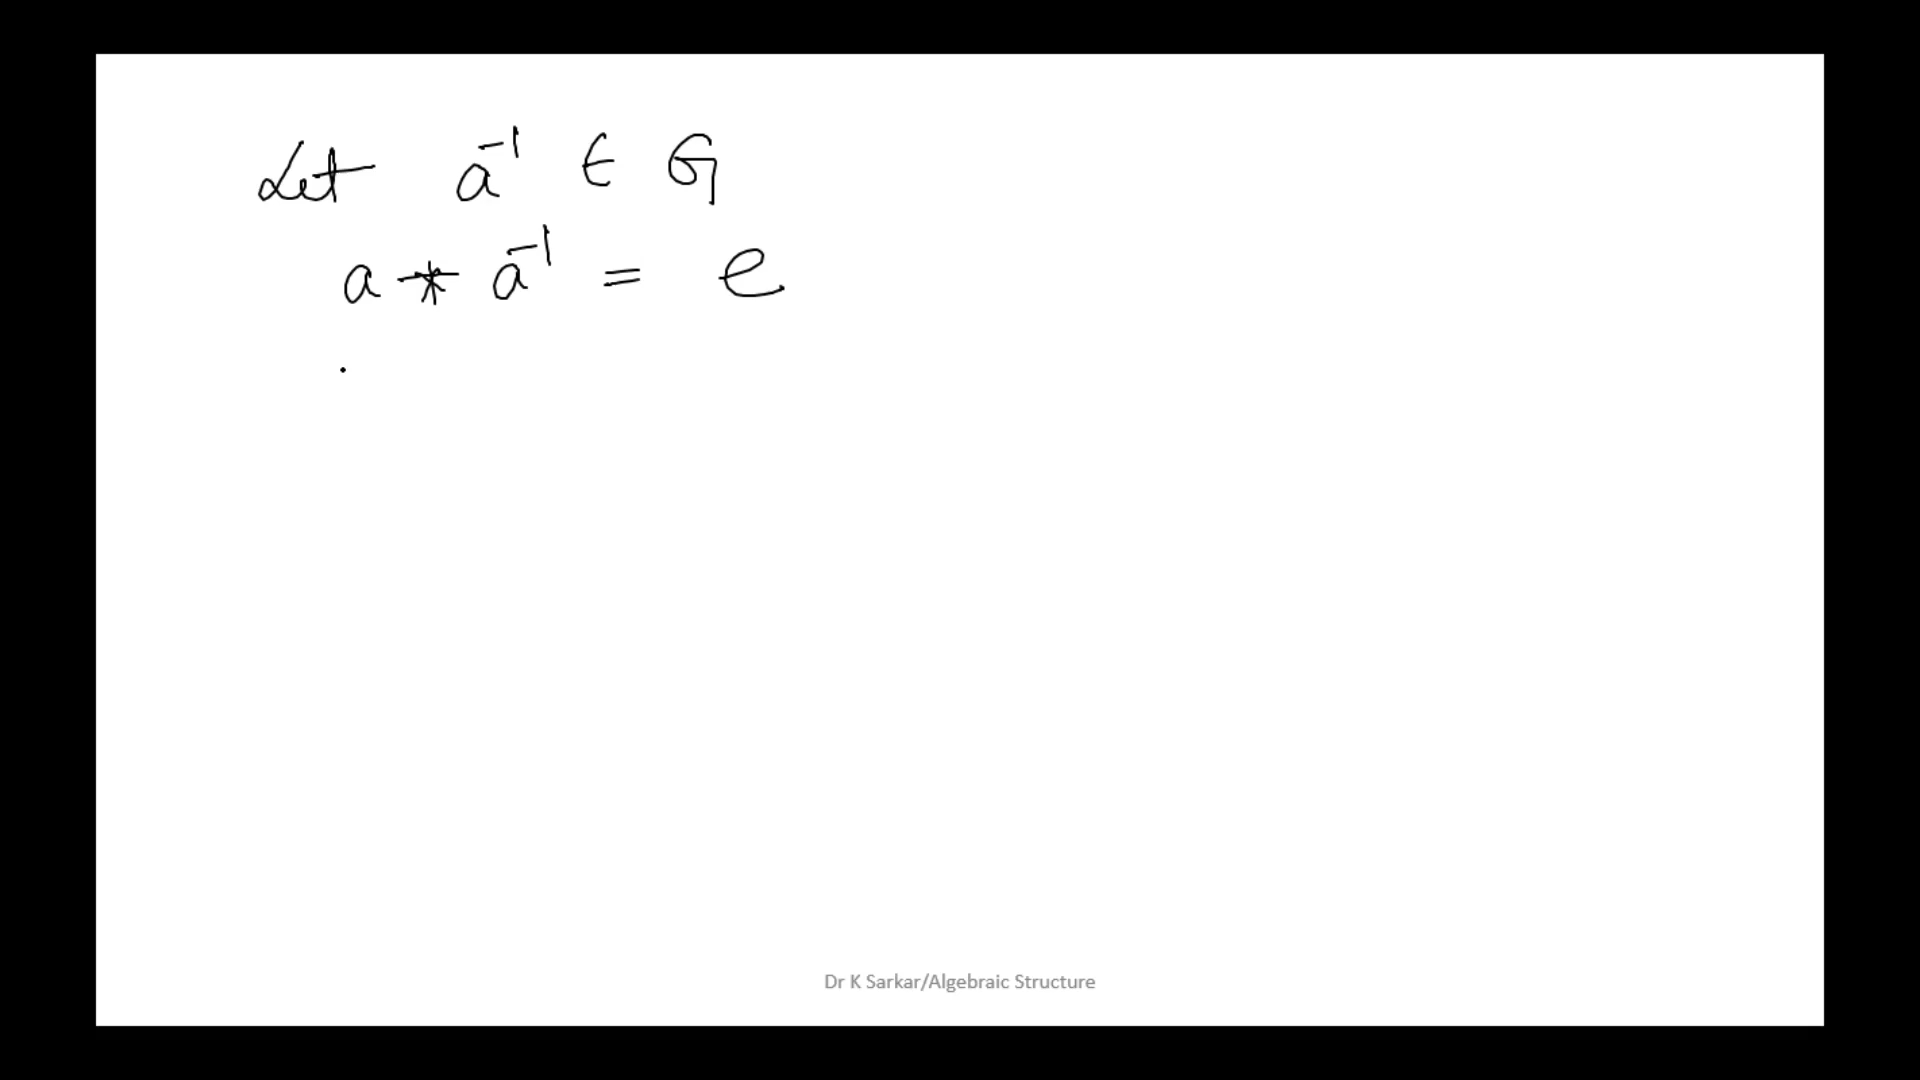 Let a⁻¹ ∈ G
a * a⁻¹ = e
Dr K Sarkar/Algebraic Structure